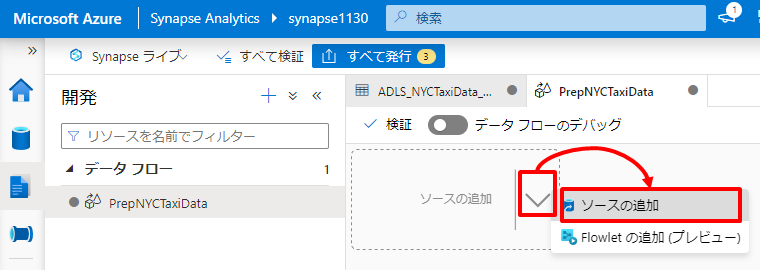 Microsoft Azure | Synapse Analytics > synapse1130 検索 1
» Synapse ライブ すべて検証 すべて発行 3
開発 + «
ADLS_NYCTaxiData_... PrepNYCTaxiData
リソースを名前でフィルター
検証 データ フローのデバッグ
データ フロー 1
PrepNYCTaxiData
ソースの追加
ソースの追加
Flowlet の追加 (プレビュー)